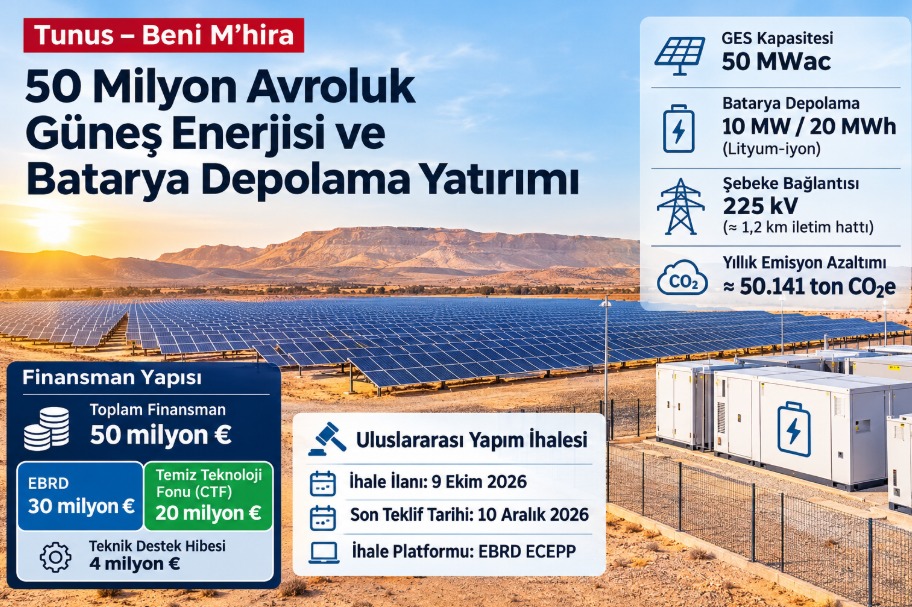 Tunus – Beni M'hira
50 Milyon Avroluk
Güneş Enerjisi ve
Batarya Depolama Yatırımı
GES Kapasitesi
50 MWac
Batarya Depolama
10 MW / 20 MWh
(Lityum-iyon)
Şebeke Bağlantısı
225 kV
(≈ 1,2 km iletim hattı)
CO₂
Yıllık Emisyon Azaltımı
≈ 50.141 ton CO₂e
Finansman Yapısı
Toplam Finansman
50 milyon €
EBRD
30 milyon €
Temiz Teknoloji
Fonu (CTF)
20 milyon €
Teknik Destek Hibesi
4 milyon €
Uluslararası Yapım İhalesi
İhale İlanı: 9 Ekim 2026
Son Teklif Tarihi: 10 Aralık 2026
İhale Platformu: EBRD ECEPP